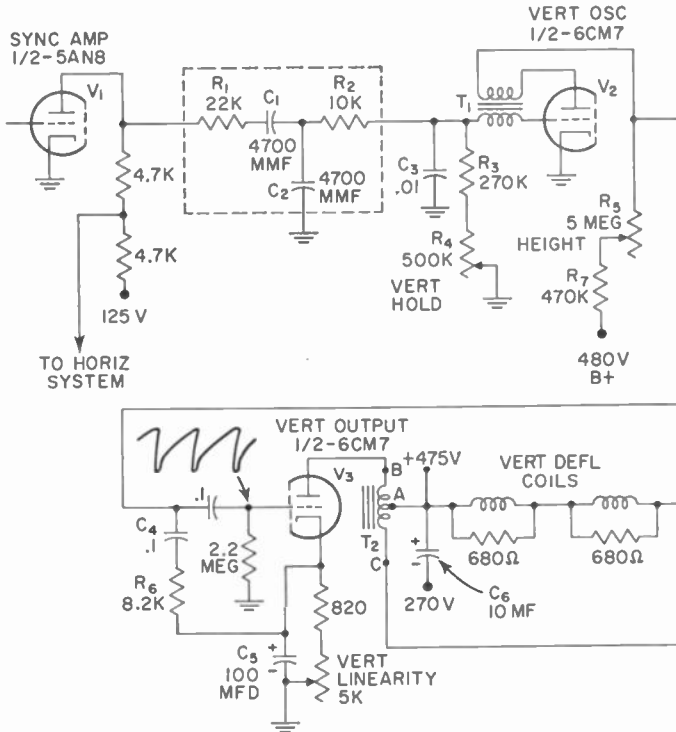 SYNC AMP
1/2-5AN8
V1
R1
22K
C1
4700
MMF
R2
10K
C2
4700
MMF
4.7K
4.7K
125 V
TO HORIZ
SYSTEM
VERT OSC
1/2-6CM7
T1
V2
C3
.01
R3
270K
R4
500K
VERT
HOLD
R5
5 MEG
HEIGHT
R7
470K
480V
B+
VERT OUTPUT
1/2-6CM7
V3
.1
C4
.1
R6
8.2K
2.2
MEG
C5
100
MFD
+
-
820
VERT
LINEARITY
5K
B
A
T2
C
+475V
+
-
270V
C6
10 MF
VERT DEFL
COILS
680Ω
680Ω